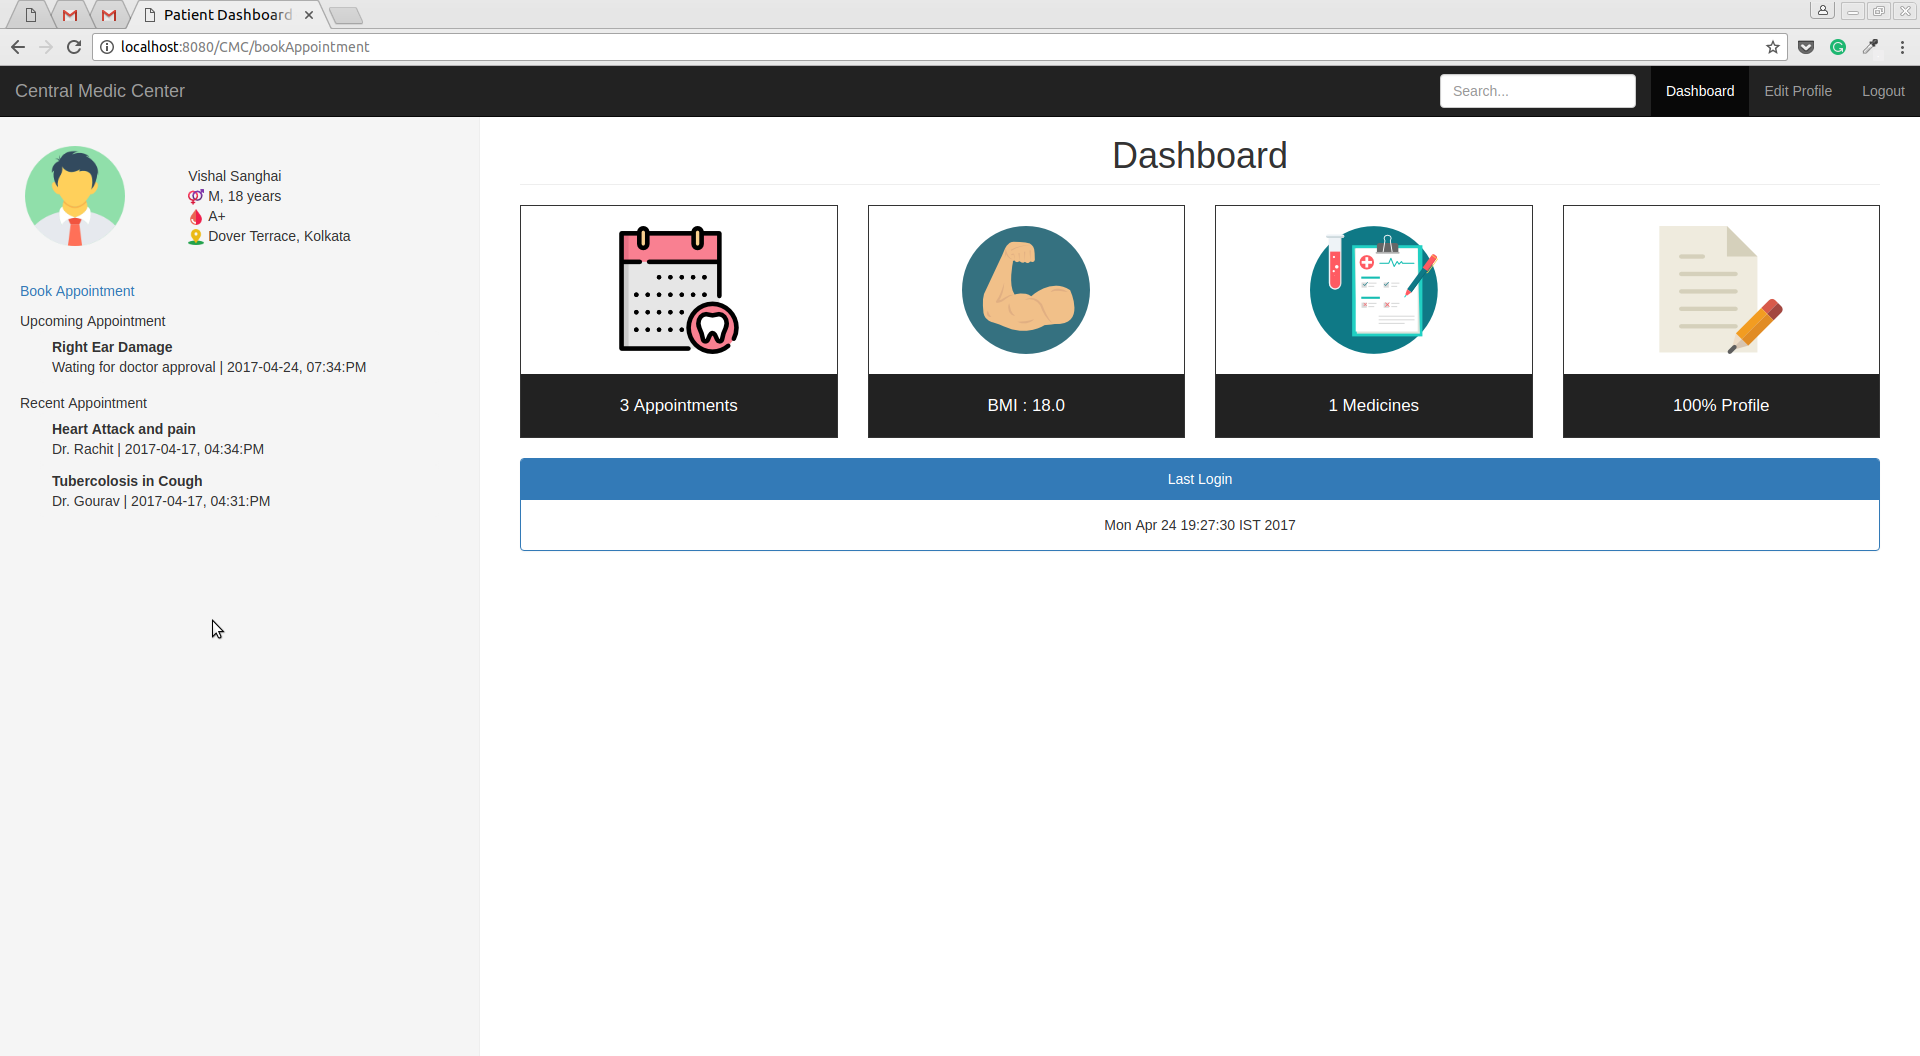 Patient Dashboard
localhost:8080/CMC/bookAppointment
Central Medic Center
Search...
Dashboard
Edit Profile
Logout
Vishal Sanghai
M, 18 years
A+
Dover Terrace, Kolkata
Book Appointment
Upcoming Appointment
Right Ear Damage
Wating for doctor approval | 2017-04-24, 07:34:PM
Recent Appointment
Heart Attack and pain
Dr. Rachit | 2017-04-17, 04:34:PM
Tubercolosis in Cough
Dr. Gourav | 2017-04-17, 04:31:PM
Dashboard
3 Appointments
BMI : 18.0
1 Medicines
100% Profile
Last Login
Mon Apr 24 19:27:30 IST 2017